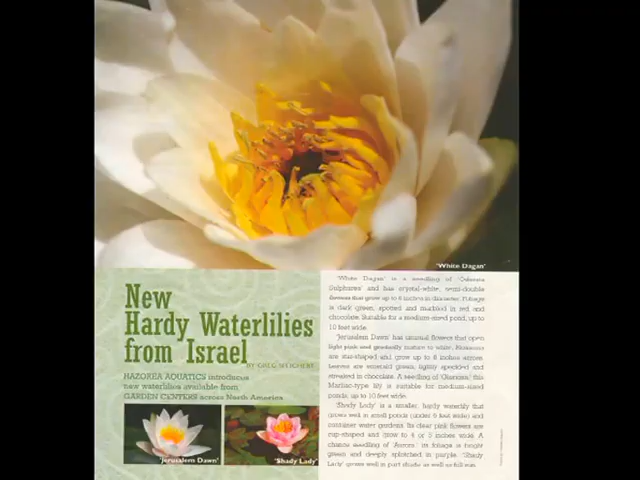 'White Dagan'
New
Hardy Waterlilies
from Israel
HAZOREA AQUATICS introduces
new waterlilies available from
GARDEN CENTERS across North America
'Jerusalem Dawn'
'Shady Lady'
'White Dagan' is a seedling of 'Odorata
Sulphurea' and has crystal-white, semi-double
flowers that grow up to 6 inches in diameter. Foliage
is dark green, spotted and marbled in red and
chocolate. Suitable for a medium-sized pond, up to
10 feet wide.
'Jerusalem Dawn' has unusual flowers that open
light pink and gradually mature to white. Blossoms
are star-shaped and grow up to 6 inches across.
Leaves are emerald green, lightly speckled and
streaked in chocolate. A seedling of this
Marliac-type lily is suitable for medium-sized
ponds, up to 10 feet wide.
'Shady Lady' is a smaller, hardy waterlily that
grows well in small ponds (under 6 feet wide) and
container water gardens. Its clear pink flowers are
cup-shaped and grow to 4 or 5 inches wide. A
chance seedling of 'Aurora' its foliage is bright
green and deeply splotched in purple. 'Shady
Lady' grows well in part shade as well as full sun.